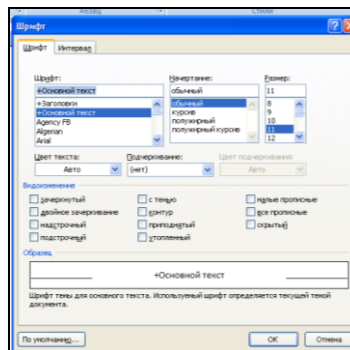 Абзац Стили
Шрифт
Шрифт Интервал
Шрифт: Начертание: Размер:
+Основной текст обычный 11
+Заголовки обычный 8
+Основной текст курсив 9
Agency FB полужирный 10
Algerian полужирный курсив 11
Arial 12
Цвет текста: Подчеркивание: Цвет подчеркивания:
Авто (нет) Авто
Видоизменение
зачеркнутый с тенью малые прописные
двойное зачеркивание контур все прописные
надстрочный приподнятый скрытый
подстрочный утопленный
Образец
+Основной текст
Шрифт темы для основного текста. Используемый шрифт определяется текущей темой
документа.
По умолчанию... ОК Отмена